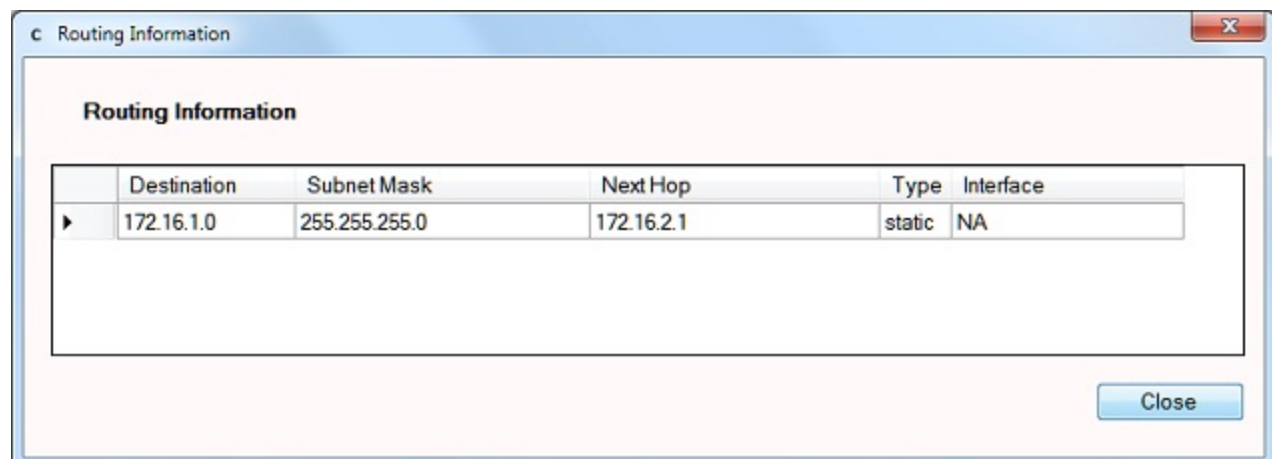 c Routing Information
Routing Information
Destination Subnet Mask Next Hop Type Interface
172.16.1.0 255.255.255.0 172.16.2.1 static NA
Close